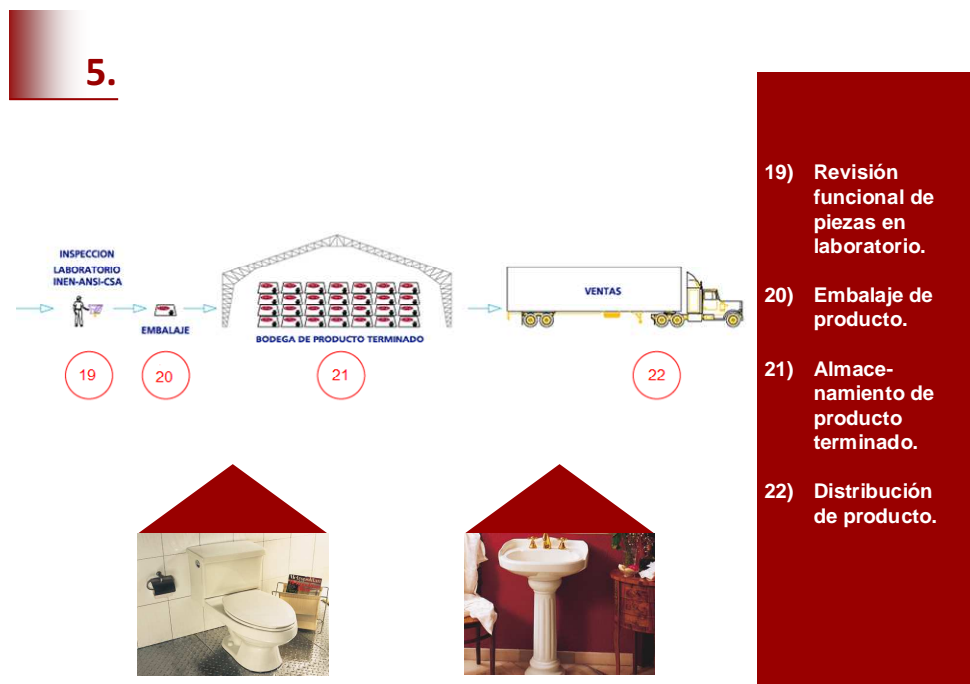 5.
INSPECCION
LABORATORIO
INEN-ANSI-CSA
EMBALAJE
BODEGA DE PRODUCTO TERMINADO
VENTAS
19
20
21
22
19) Revisión
funcional de
piezas en
laboratorio.
20) Embalaje de
producto.
21) Almace-
namiento de
producto
terminado.
22) Distribución
de producto.
Metropolitan